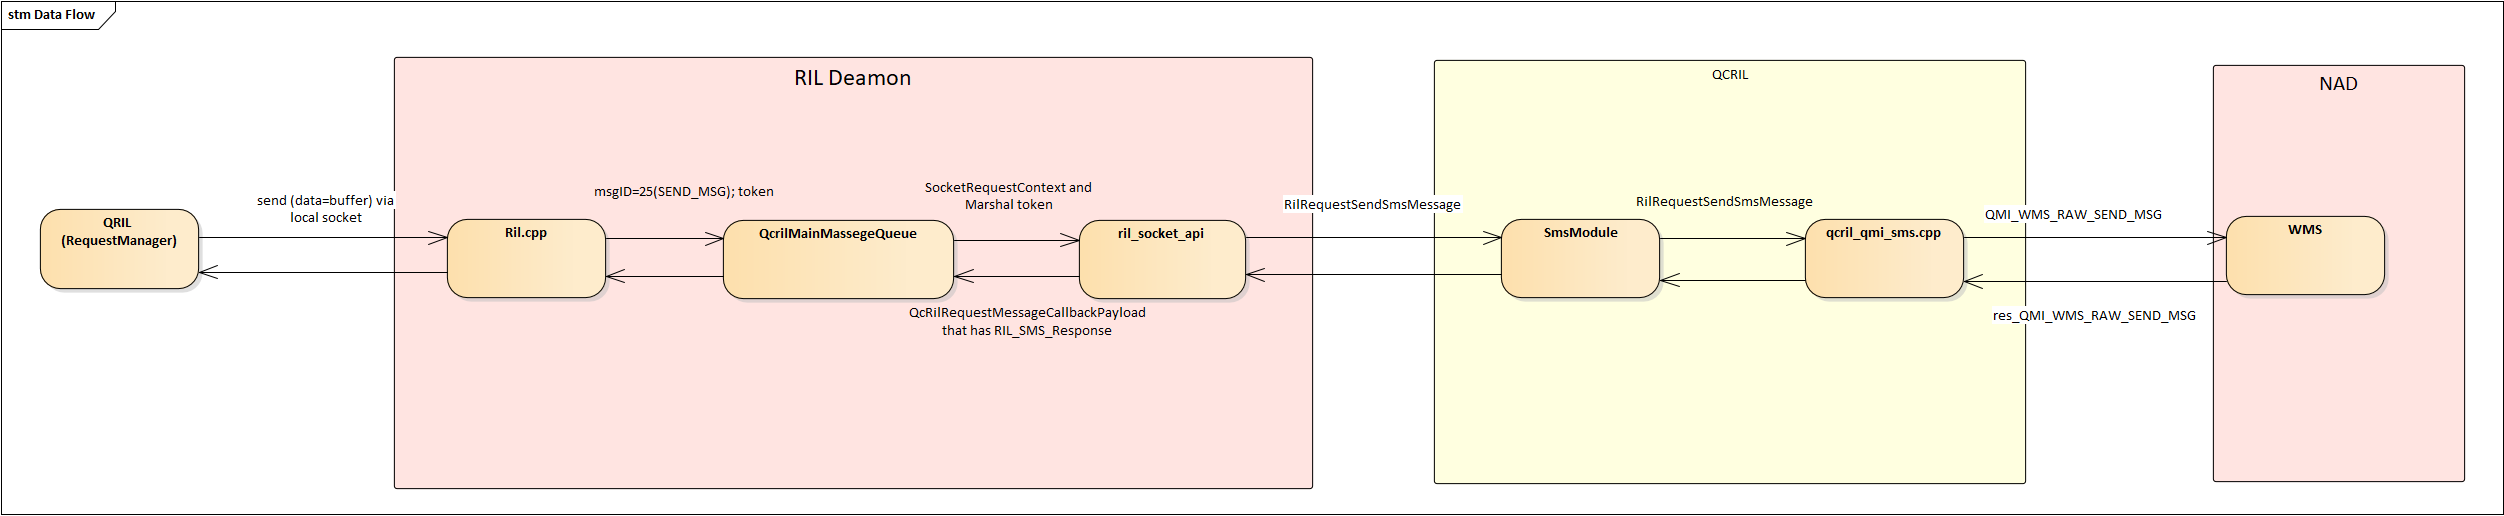 stm Data Flow
RIL Deamon
QCRIL
NAD
send (data=buffer) via
local socket
msgID=25(SEND_MSG); token
SocketRequestContext and
Marshal token
RilRequestSendSmsMessage
RilRequestSendSmsMessage
QMI_WMS_RAW_SEND_MSG
QRIL
(RequestManager)
Ril.cpp
QcrilMainMassegeQueue
ril_socket_api
SmsModule
qcril_qmi_sms.cpp
WMS
QcRilRequestMessageCallbackPayload
that has RIL_SMS_Response
res_QMI_WMS_RAW_SEND_MSG